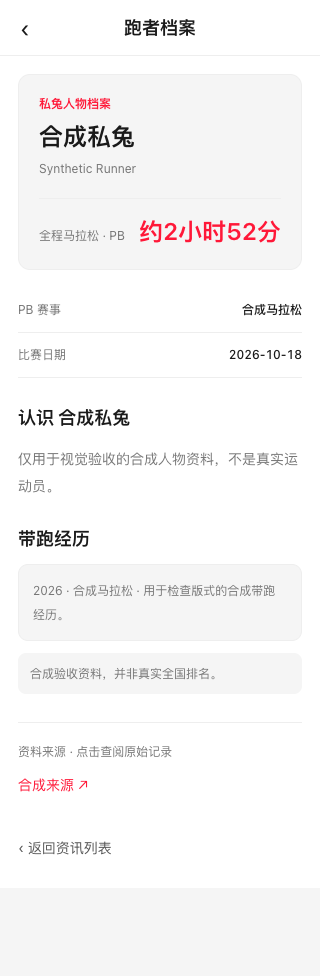 ‹
跑者档案
私兔人物档案
合成私兔
Synthetic Runner
全程马拉松 · PB 约2小时52分
PB 赛事 合成马拉松
比赛日期 2026-10-18
认识 合成私兔
仅用于视觉验收的合成人物资料，不是真实运
动员。
带跑经历
2026 · 合成马拉松 · 用于检查版式的合成带跑
经历。
合成验收资料，并非真实全国排名。
资料来源 · 点击查阅原始记录
合成来源 ↗
‹ 返回资讯列表